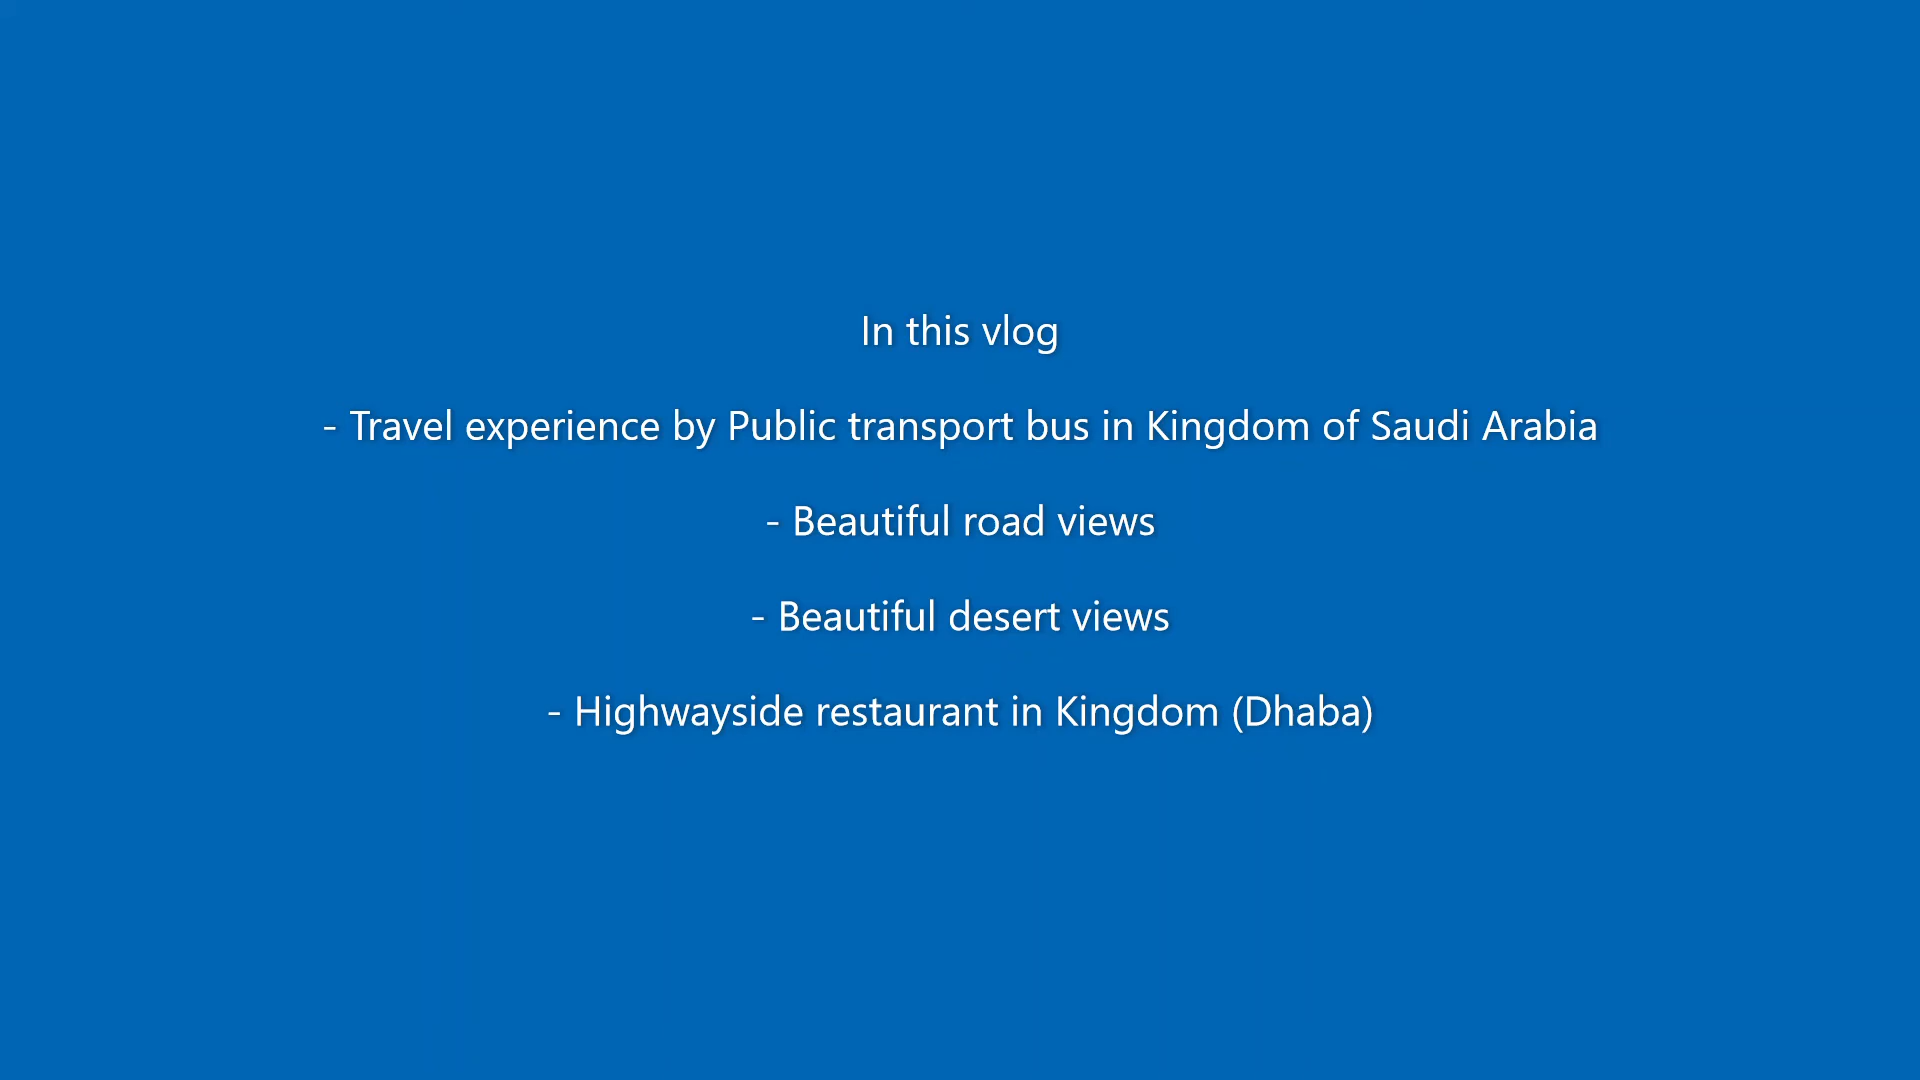 In this vlog
- Travel experience by Public transport bus in Kingdom of Saudi Arabia
- Beautiful road views
- Beautiful desert views
- Highwayside restaurant in Kingdom (Dhaba)